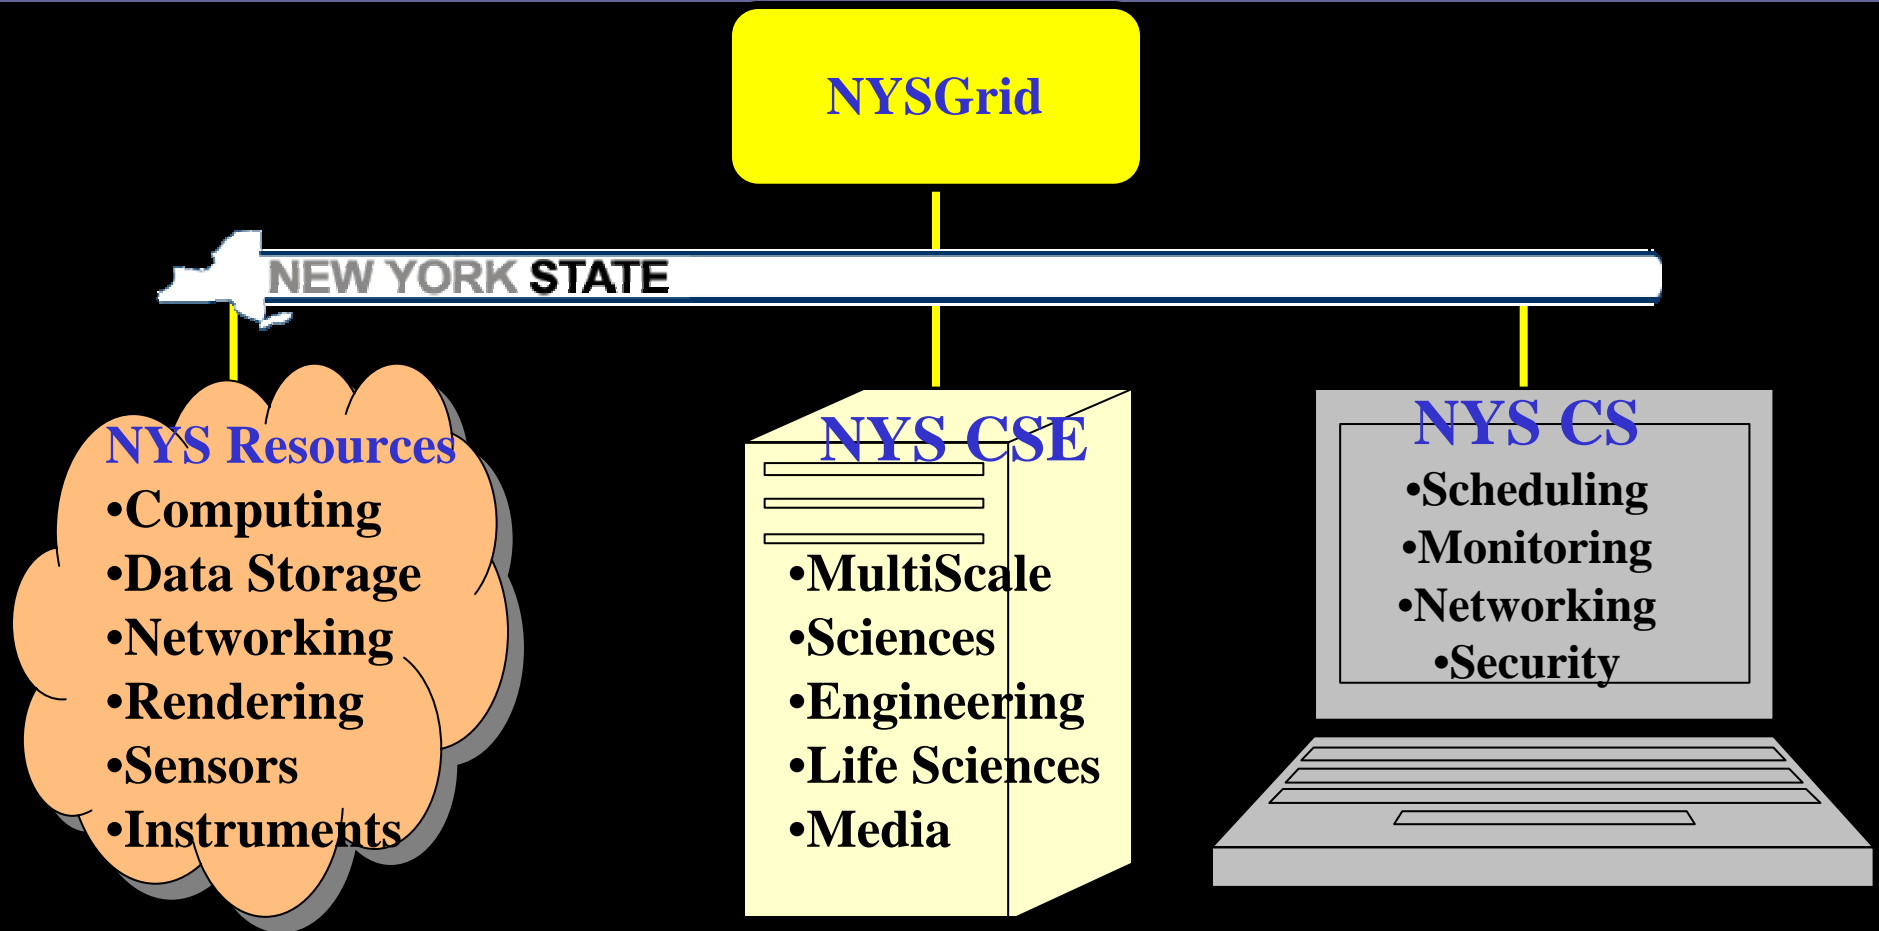 NYSGrid
NEW YORK STATE
NYS Resources
•Computing
•Data Storage
•Networking
•Rendering
•Sensors
•Instruments
NYS CSE
•MultiScale
•Sciences
•Engineering
•Life Sciences
•Media
NYS CS
•Scheduling
•Monitoring
•Networking
•Security